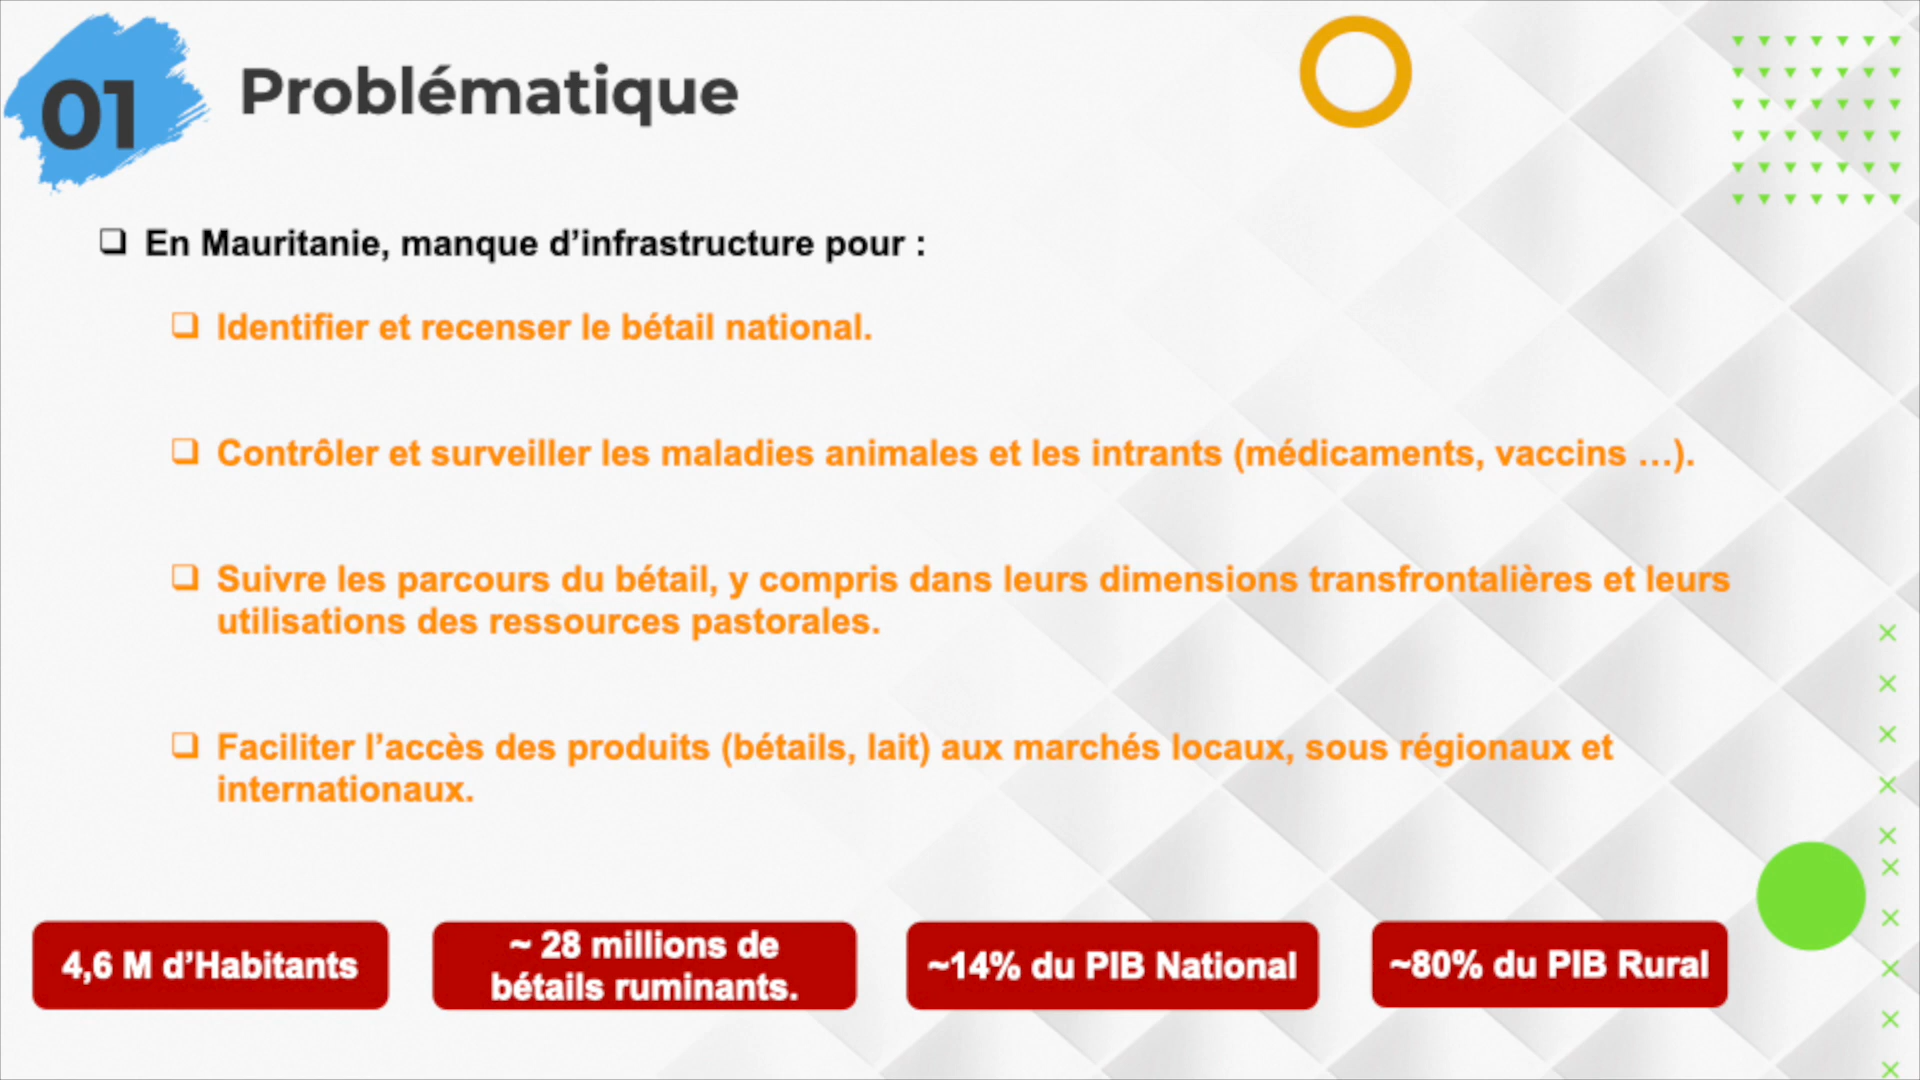 01
Problématique
❑ En Mauritanie, manque d’infrastructure pour :
❑ Identifier et recenser le bétail national.
❑ Contrôler et surveiller les maladies animales et les intrants (médicaments, vaccins …).
❑ Suivre les parcours du bétail, y compris dans leurs dimensions transfrontalières et leurs
utilisations des ressources pastorales.
❑ Faciliter l’accès des produits (bétails, lait) aux marchés locaux, sous régionaux et
internationaux.
4,6 M d’Habitants
~ 28 millions de
bétails ruminants.
~14% du PIB National
~80% du PIB Rural